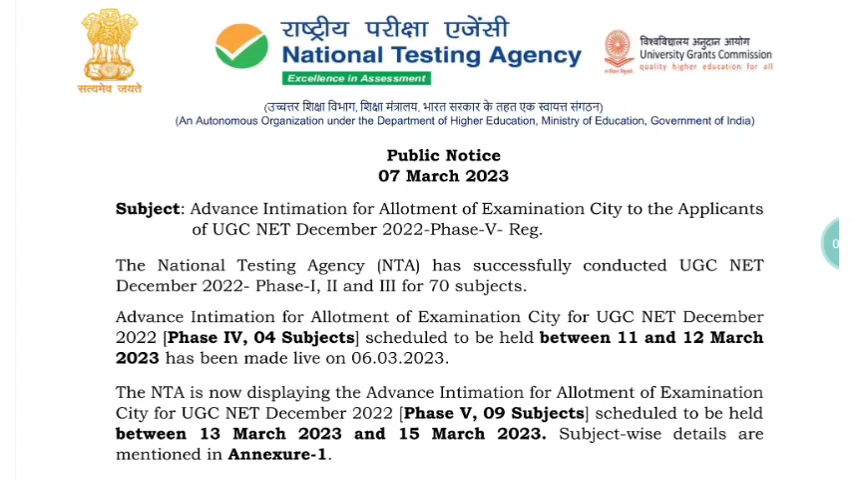 सत्यमेव जयते
राष्ट्रीय परीक्षा एजेंसी
National Testing Agency
Excellence in Assessment
विश्वविद्यालय अनुदान आयोग
University Grants Commission
quality higher education for all
(उच्चत्तर शिक्षा विभाग, शिक्षा मंत्रालय, भारत सरकार के तहत एक स्वायत्त संगठन)
(An Autonomous Organization under the Department of Higher Education, Ministry of Education, Government of India)
Public Notice
07 March 2023
Subject: Advance Intimation for Allotment of Examination City to the Applicants
of UGC NET December 2022-Phase-V- Reg.
The National Testing Agency (NTA) has successfully conducted UGC NET
December 2022- Phase-I, II and III for 70 subjects.
Advance Intimation for Allotment of Examination City for UGC NET December
2022 [Phase IV, 04 Subjects] scheduled to be held between 11 and 12 March
2023 has been made live on 06.03.2023.
The NTA is now displaying the Advance Intimation for Allotment of Examination
City for UGC NET December 2022 [Phase V, 09 Subjects] scheduled to be held
between 13 March 2023 and 15 March 2023. Subject-wise details are
mentioned in Annexure-1.